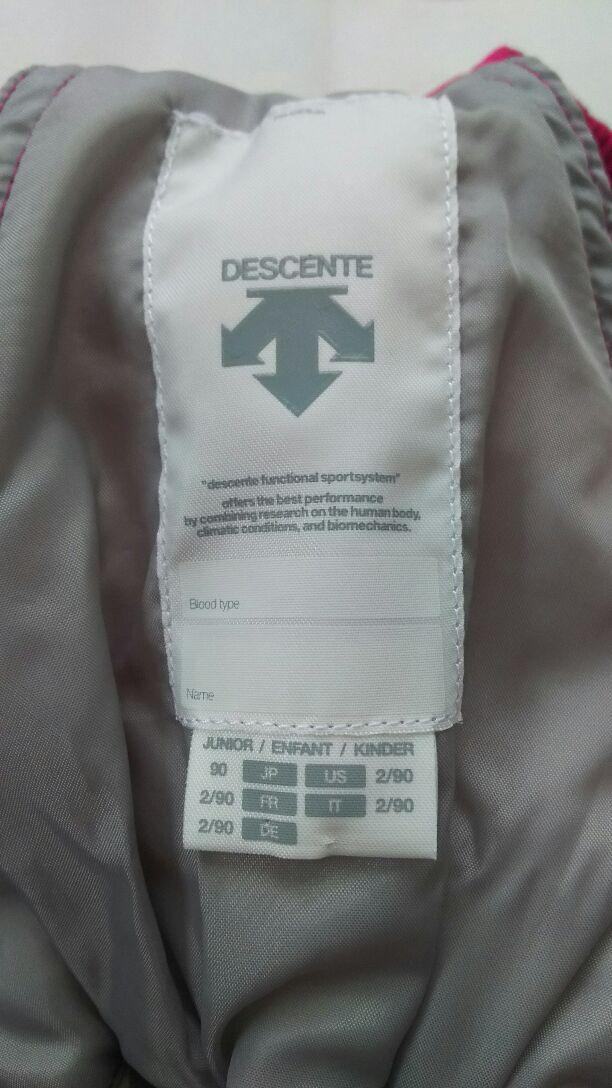 DESCENTE
"descente functional sportsystem"
offers the best performance
by combining research on the human body,
climatic conditions, and biomechanics.
Blood type
Name
JUNIOR / ENFANT / KINDER
90 JP US 2/90
2/90 FR IT 2/90
2/90 DE